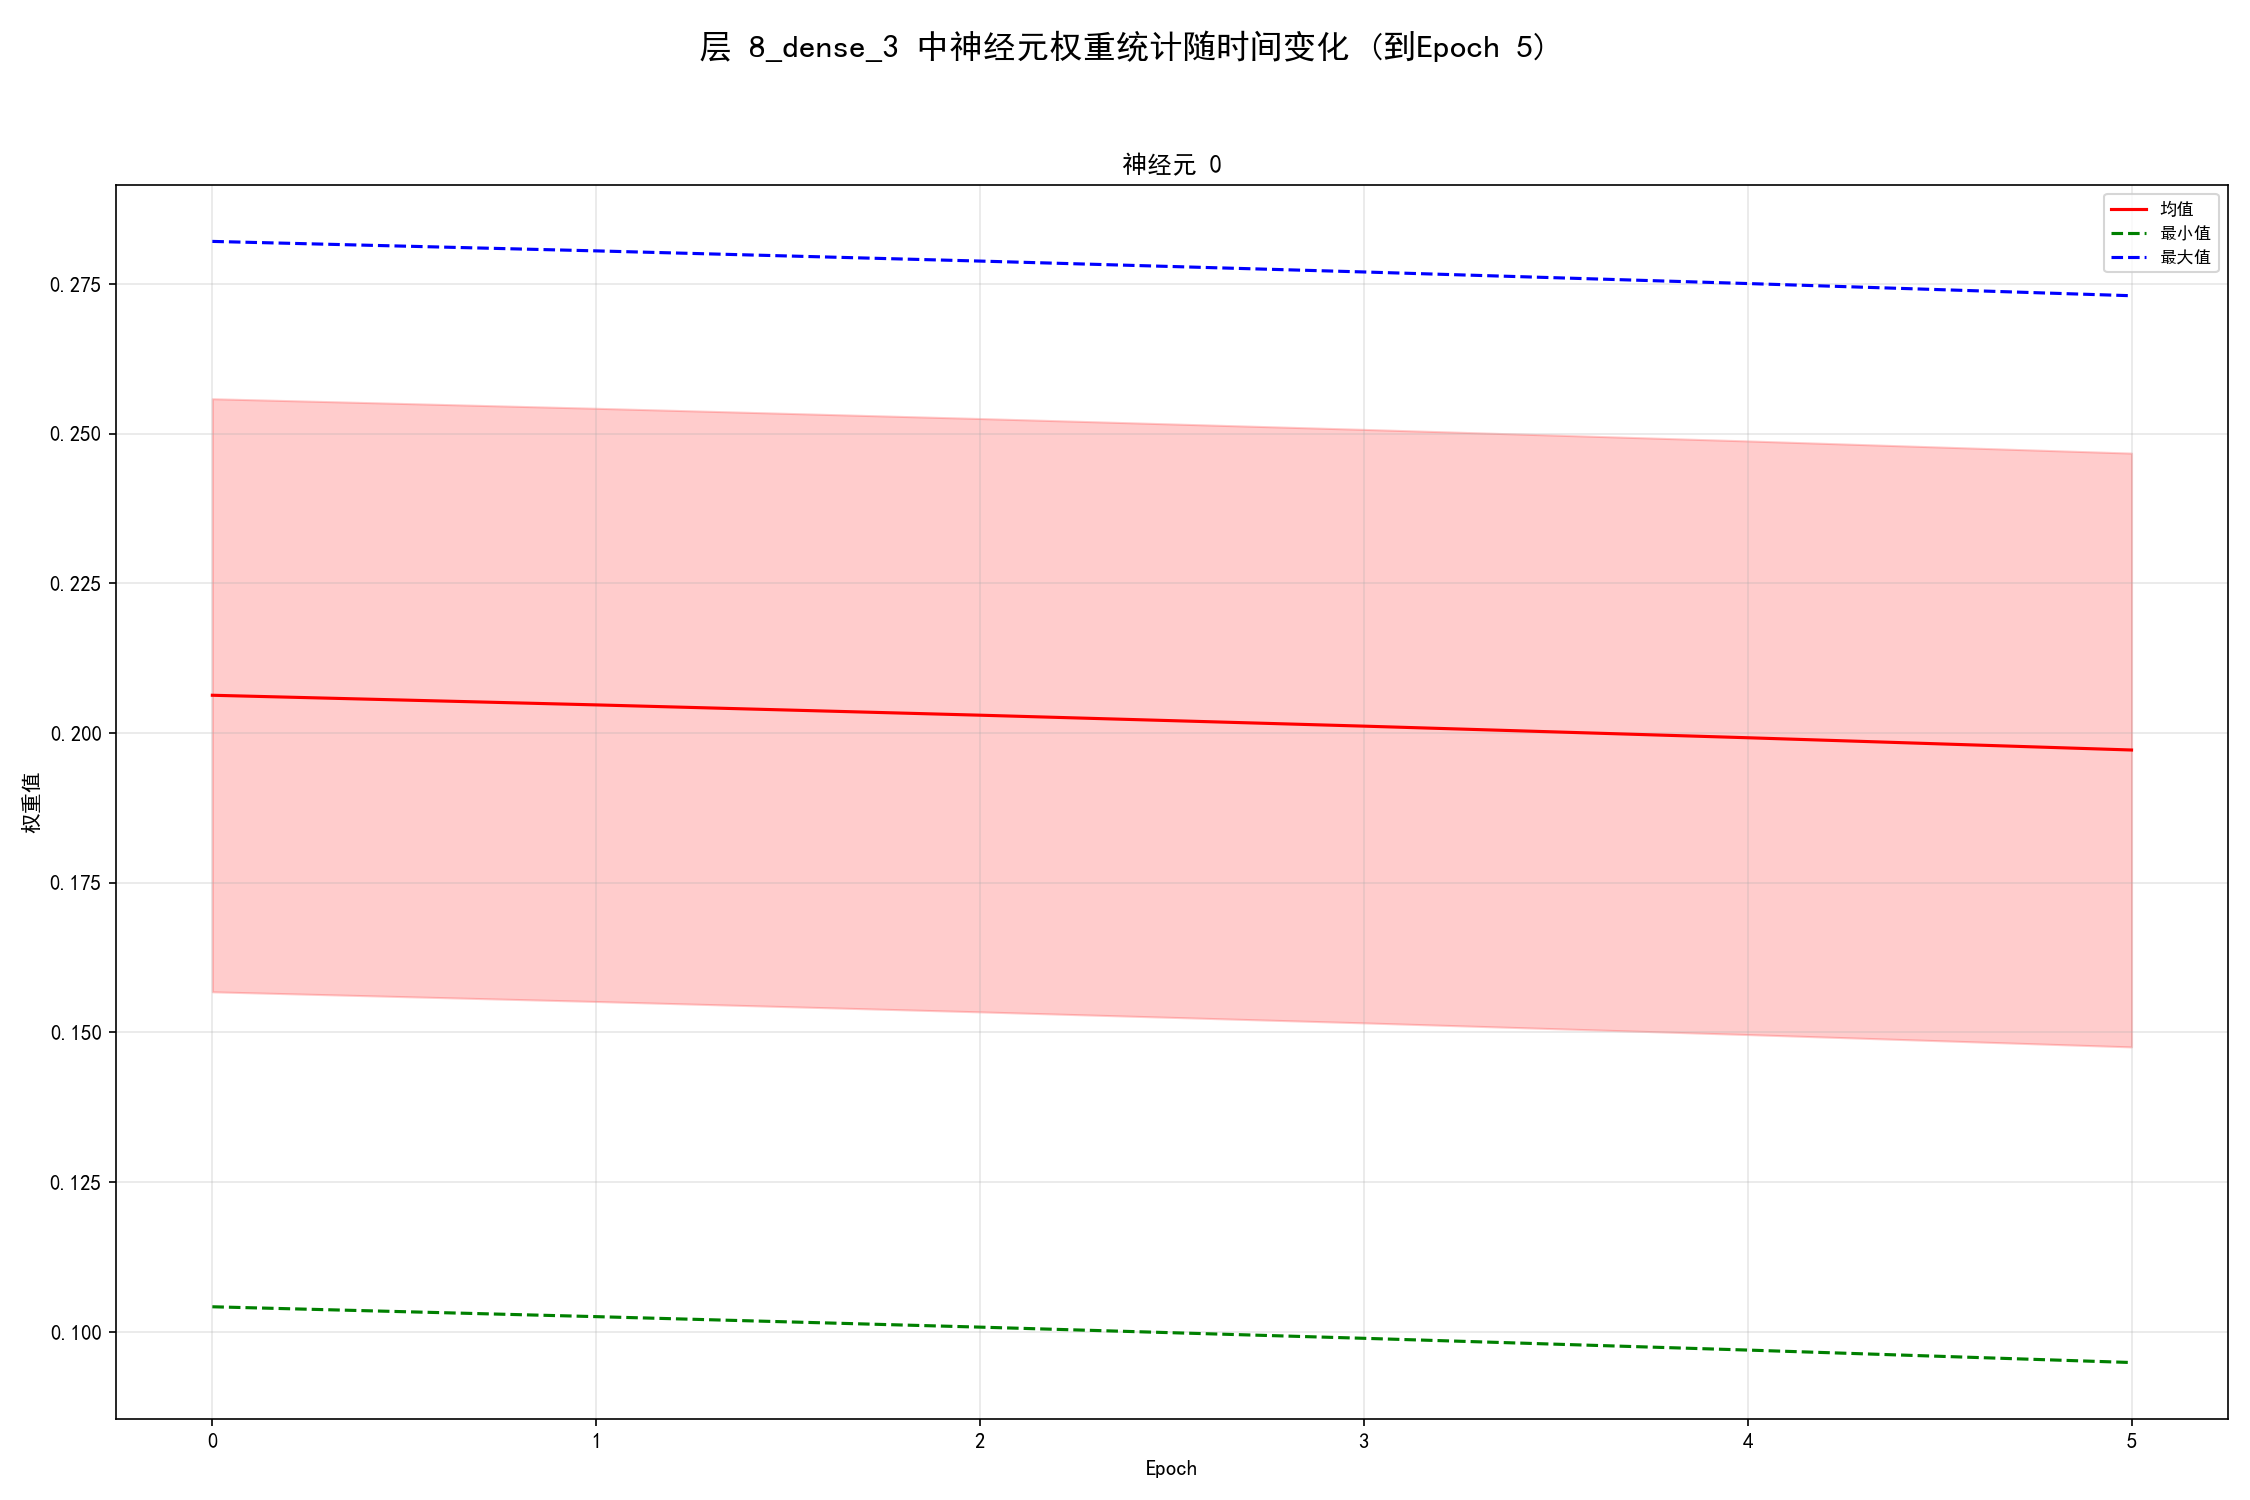 层 8_dense_3 中神经元权重统计随时间变化 (到Epoch 5)
神经元 0
均值
最小值
最大值
权重值
0.275
0.250
0.225
0.200
0.175
0.150
0.125
0.100
0 1 2 3 4 5
Epoch